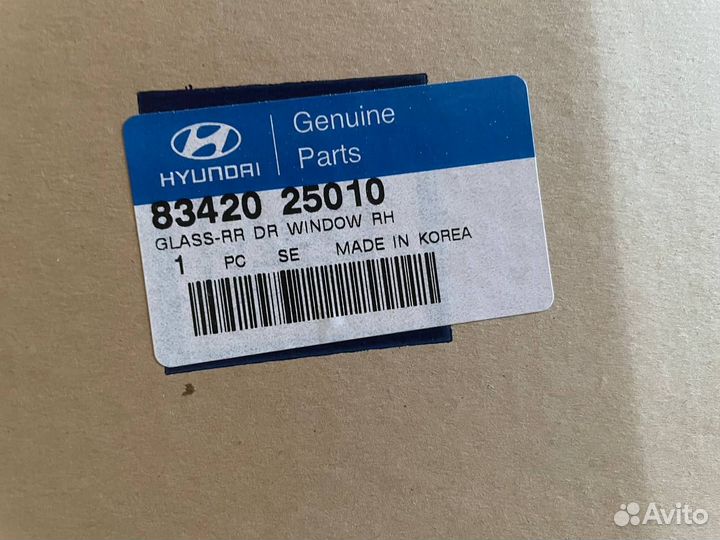 HYUNDAI
Genuine
Parts
83420 25010
GLASS-RR DR WINDOW RH
1 PC SE MADE IN KOREA
Avito